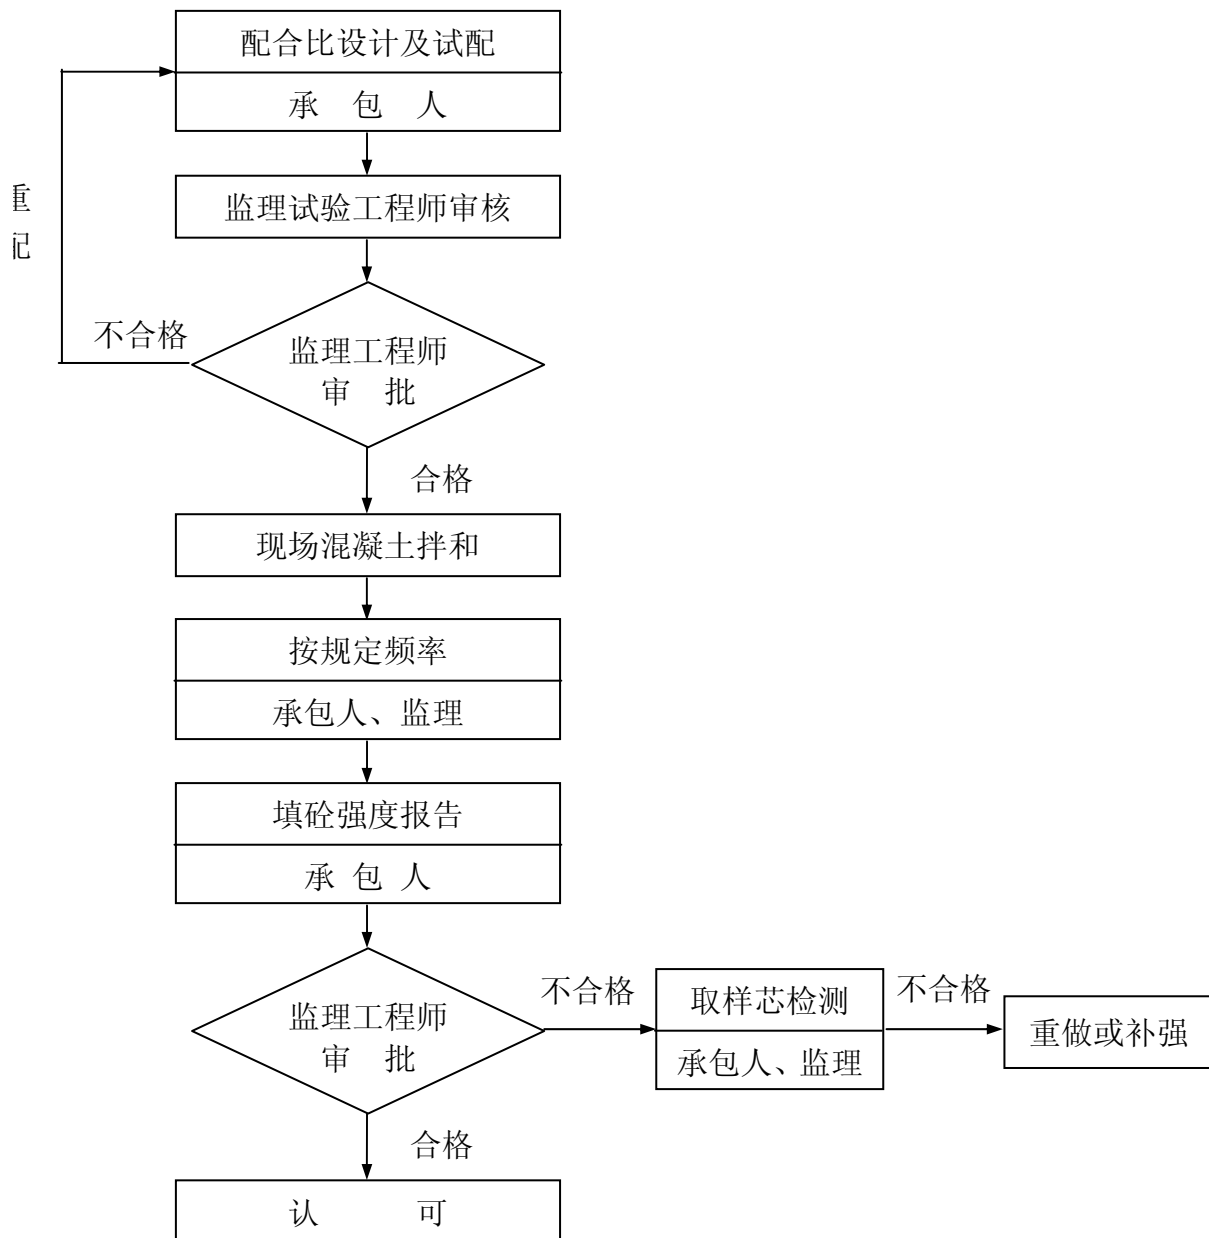 配合比设计及试配
承 包 人
监理试验工程师审核
重
配
不合格
监理工程师
审 批
合格
现场混凝土拌和
按规定频率
承包人、监理
填砼强度报告
承 包 人
监理工程师
审 批
不合格
取样芯检测
承包人、监理
不合格
重做或补强
合格
认 可